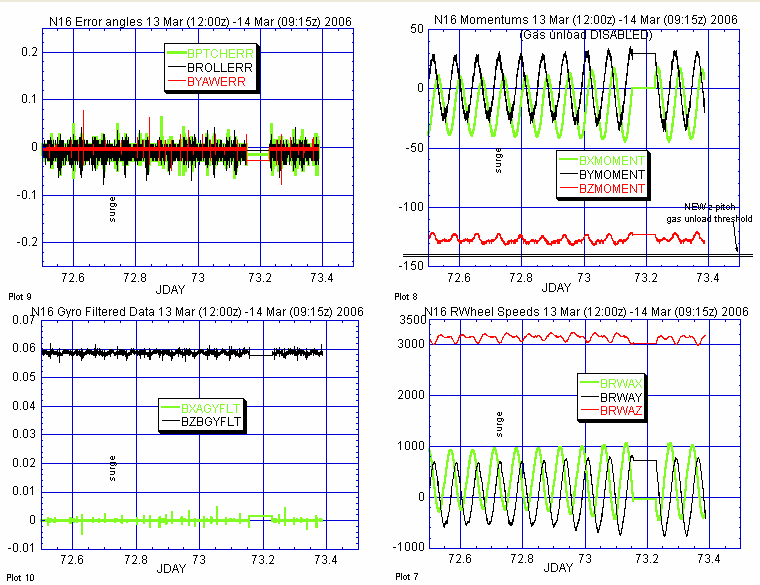 N16 Error angles 13 Mar (12:00z) -14 Mar (09:15z) 2006
0.2
0.1
0
-0.1
-0.2
BPTCHERR
BROLLERR
BYAWERR
surge
72.6 72.8 73 73.2 73.4
JDAY
Plot 9
N16 Momentums 13 Mar (12:00z) -14 Mar (09:15z) 2006
(Gas unload DISABLED)
50
0
-50
-100
-150
surge
BXMOMENT
BYMOMENT
BZMOMENT
NEW z pitch
gas unload threshold
72.6 72.8 73 73.2 73.4
JDAY
Plot 8
N16 Gyro Filtered Data 13 Mar (12:00z) -14 Mar (09:15z) 2006
0.07
0.06
0.05
0.04
0.03
0.02
0.01
0
-0.01
BXAGYFLT
BZBGYFLT
surge
72.6 72.8 73 73.2 73.4
JDAY
Plot 10
N16 RWheel Speeds 13 Mar (12:00z) -14 Mar (09:15z) 2006
3500
3000
2000
1000
0
-1000
BRWAX
BRWAY
BRWAZ
surge
72.6 72.8 73 73.2 73.4
JDAY
Plot 7